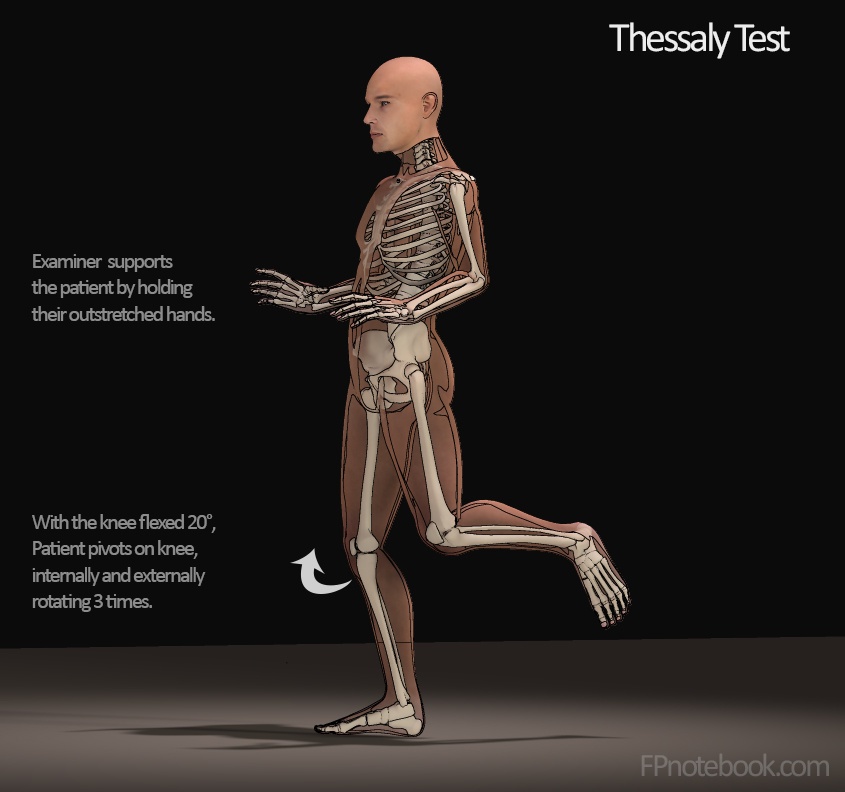 Thessaly Test
Examiner supports
the patient by holding
their outstretched hands.
With the knee flexed 20°,
Patient pivots on knee,
internally and externally
rotating 3 times.
FPnotebook.com